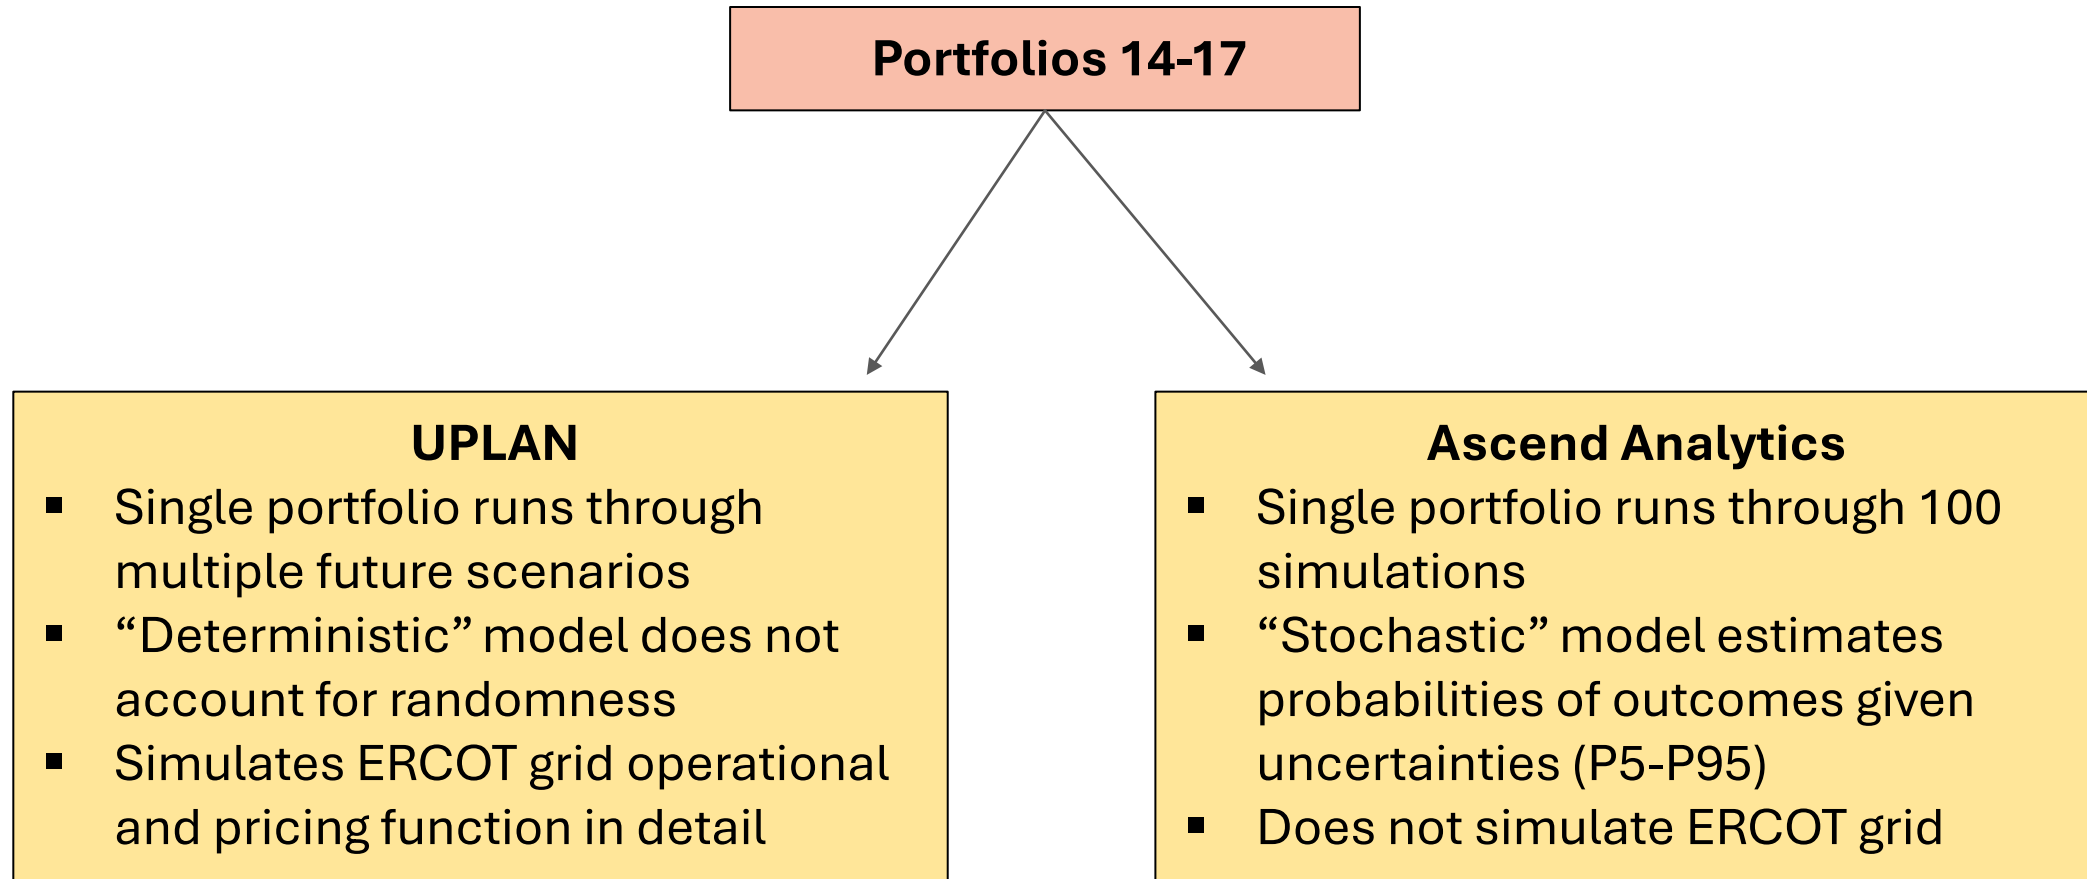 Portfolios 14-17
UPLAN
▪ Single portfolio runs through
multiple future scenarios
▪ “Deterministic” model does not
account for randomness
▪ Simulates ERCOT grid operational
and pricing function in detail
Ascend Analytics
▪ Single portfolio runs through 100
simulations
▪ “Stochastic” model estimates
probabilities of outcomes given
uncertainties (P5-P95)
▪ Does not simulate ERCOT grid